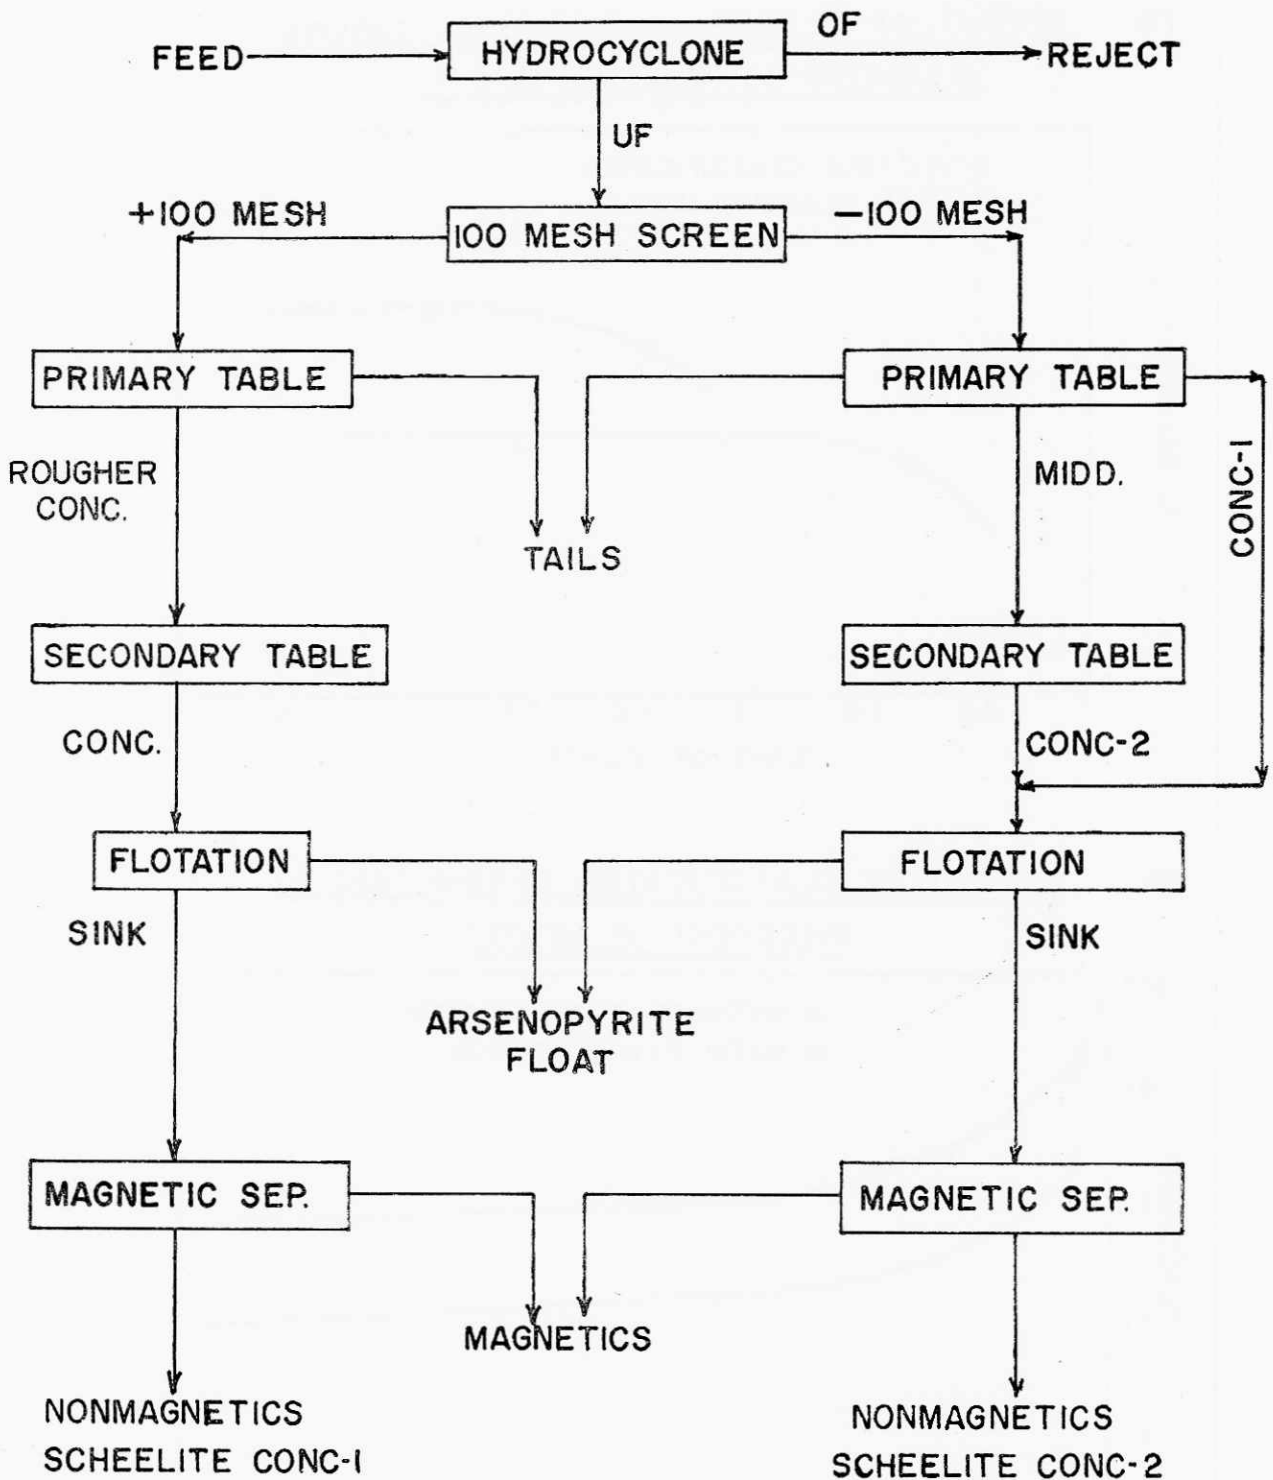 OF
FEED
HYDROCYCLONE
REJECT
UF
+100 MESH
100 MESH SCREEN
-100 MESH
PRIMARY TABLE
PRIMARY TABLE
ROUGHER
CONC.
MIDD.
CONC-1
TAILS
SECONDARY TABLE
SECONDARY TABLE
CONC.
CONC-2
FLOTATION
FLOTATION
SINK
SINK
ARSENOPYRITE
FLOAT
MAGNETIC SEP.
MAGNETIC SEP.
MAGNETICS
NONMAGNETICS
SCHEELITE CONC-1
NONMAGNETICS
SCHEELITE CONC-2